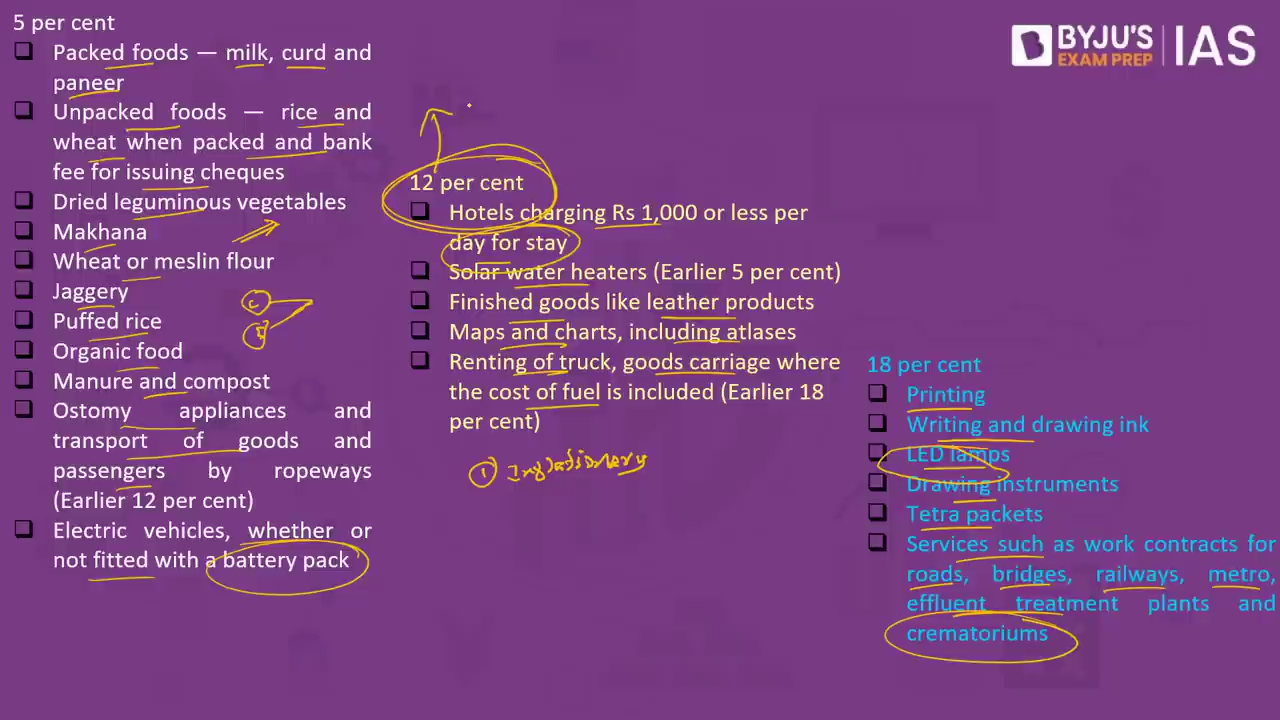 5 per cent
Packed foods — milk, curd and
paneer
Unpacked foods — rice and
wheat when packed and bank
fee for issuing cheques
Dried leguminous vegetables
Makhana
Wheat or meslin flour
Jaggery
Puffed rice
Organic food
Manure and compost
Ostomy appliances and
transport of goods and
passengers by ropeways
(Earlier 12 per cent)
Electric vehicles, whether or
not fitted with a battery pack
12 per cent
Hotels charging Rs 1,000 or less per
day for stay
Solar water heaters (Earlier 5 per cent)
Finished goods like leather products
Maps and charts, including atlases
Renting of truck, goods carriage where
the cost of fuel is included (Earlier 18
per cent)
BYJU'S
EXAM PREP
IAS
18 per cent
Printing
Writing and drawing ink
LED lamps
Drawing instruments
Tetra packets
Services such as work contracts for
roads, bridges, railways, metro,
effluent treatment plants and
crematoriums